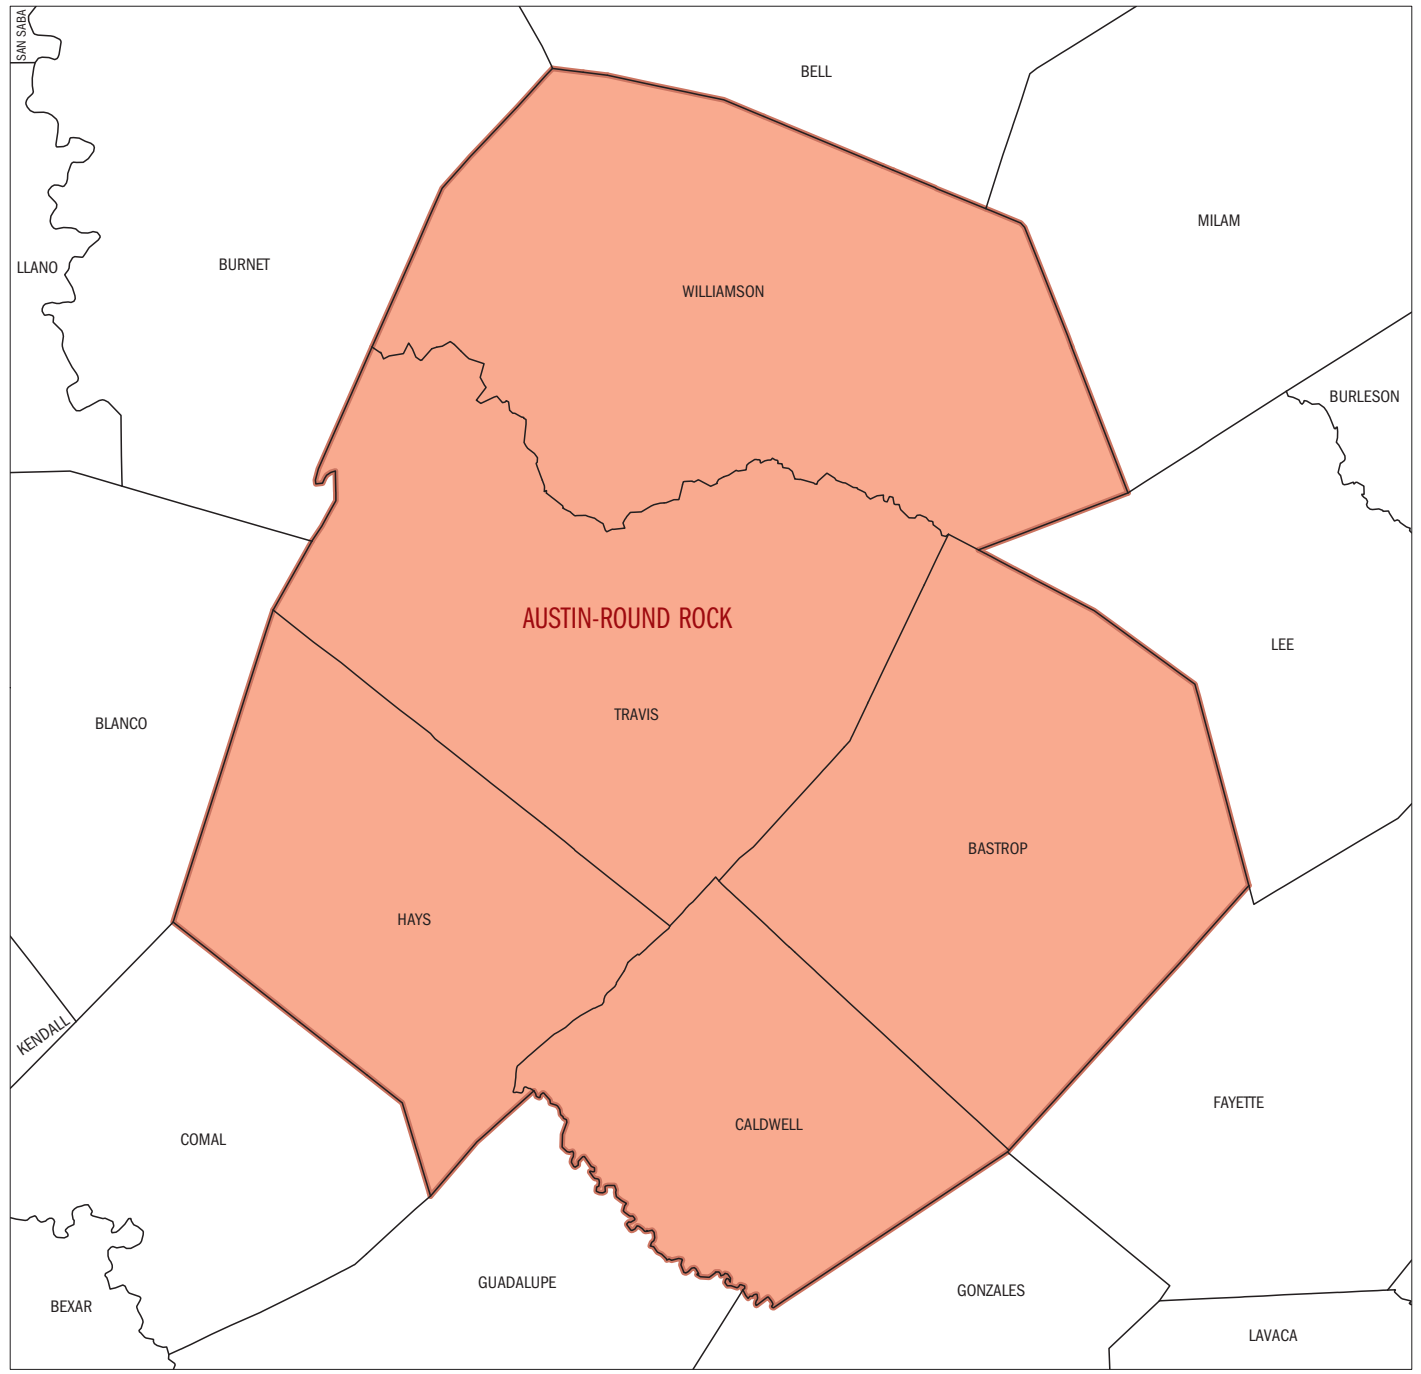 SAN SABA
BELL
MILAM
BURNET
LLANO
WILLIAMSON
BURLESON
AUSTIN-ROUND ROCK
LEE
TRAVIS
BLANCO
BASTROP
HAYS
KENDALL
FAYETTE
CALDWELL
COMAL
GUADALUPE
GONZALES
BEXAR
LAVACA